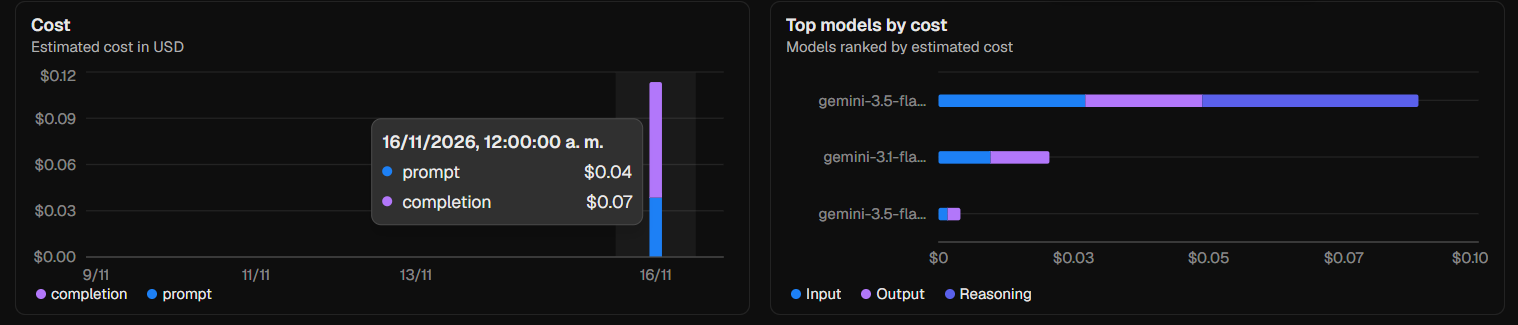 Cost
Estimated cost in USD
$0.12
$0.09
$0.06
$0.03
$0.00
9/11 11/11 13/11 16/11
16/11/2026, 12:00:00 a. m.
prompt $0.04
completion $0.07
completion prompt
Top models by cost
Models ranked by estimated cost
gemini-3.5-fla...
gemini-3.1-fla...
gemini-3.5-fla...
$0 $0.03 $0.05 $0.07 $0.10
Input Output Reasoning